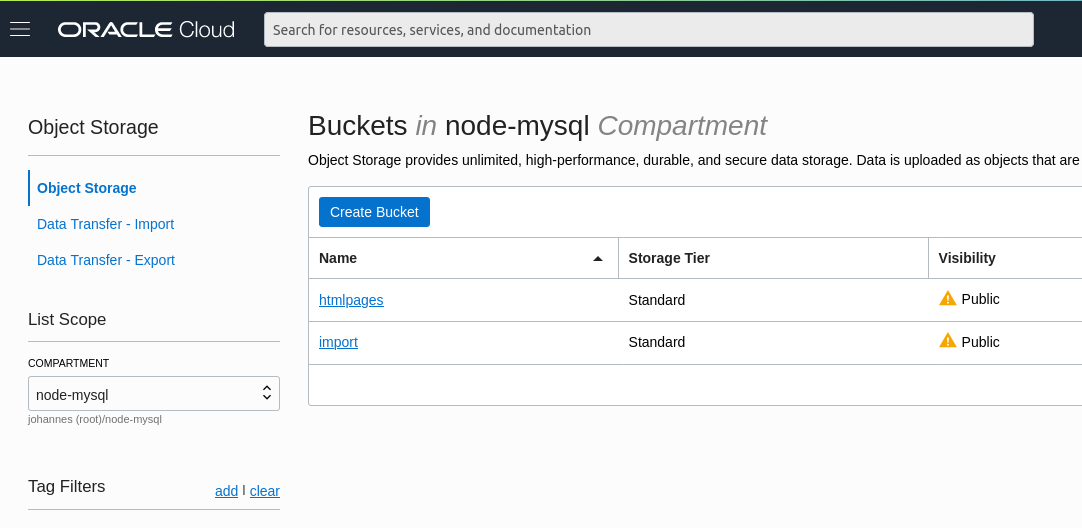 ORACLE Cloud
Search for resources, services, and documentation
Object Storage
Object Storage
Data Transfer - Import
Data Transfer - Export
List Scope
COMPARTMENT
node-mysql
johannes (root)/node-mysql
Tag Filters
add | clear
Buckets in node-mysql Compartment
Object Storage provides unlimited, high-performance, durable, and secure data storage. Data is uploaded as objects that are
Create Bucket
Name Storage Tier Visibility
htmlpages Standard Public
import Standard Public